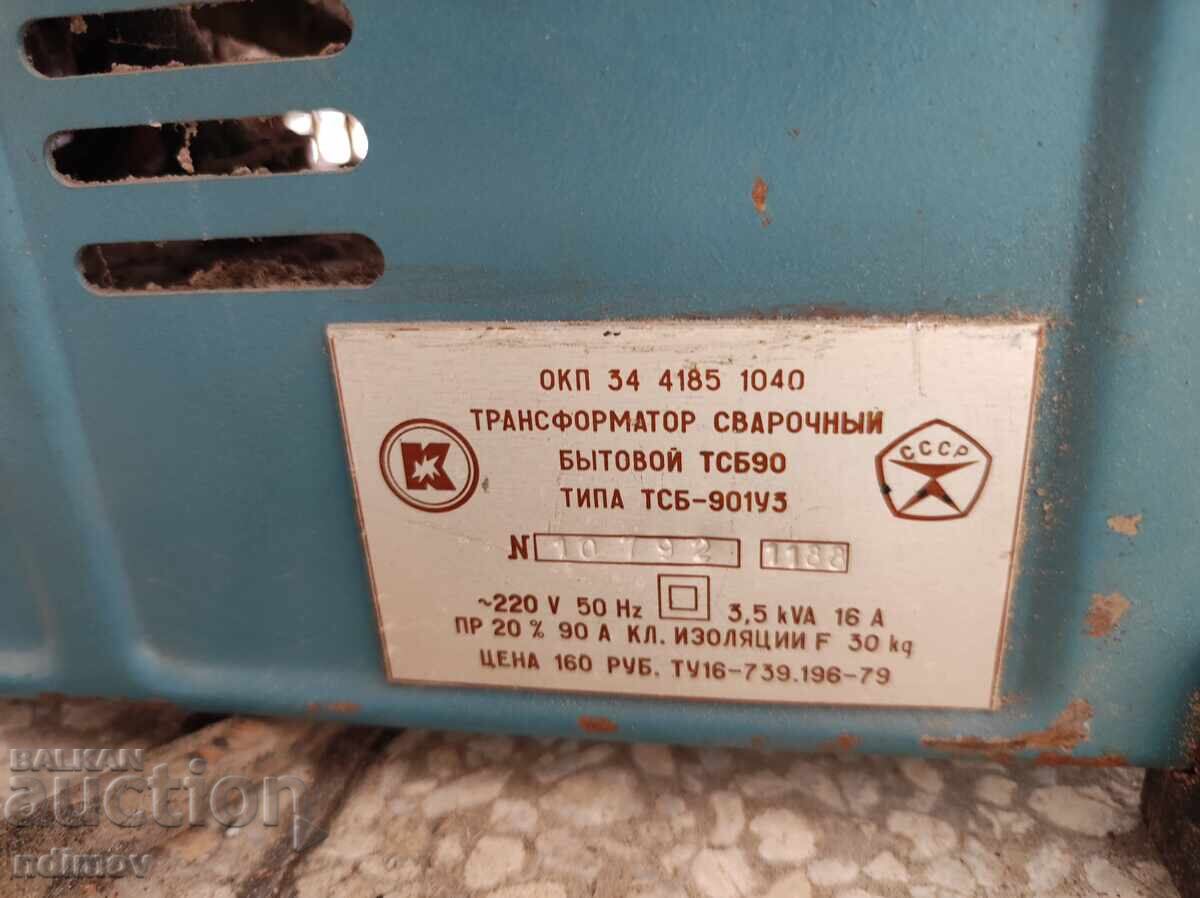 ОКП 34 4185 1040
ТРАНСФОРМАТОР СВАРОЧНЫЙ
БЫТОВОЙ ТСБ90
ТИПА ТСБ-901У3
К
СССР
N 10792 1188
~220 V 50 Hz 3,5 kVA 16 A
ПР 20 % 90 А КЛ. ИЗОЛЯЦИИ F 30 kg
ЦЕНА 160 РУБ. ТУ16-739.196-79
BALKAN
auction
ndimov